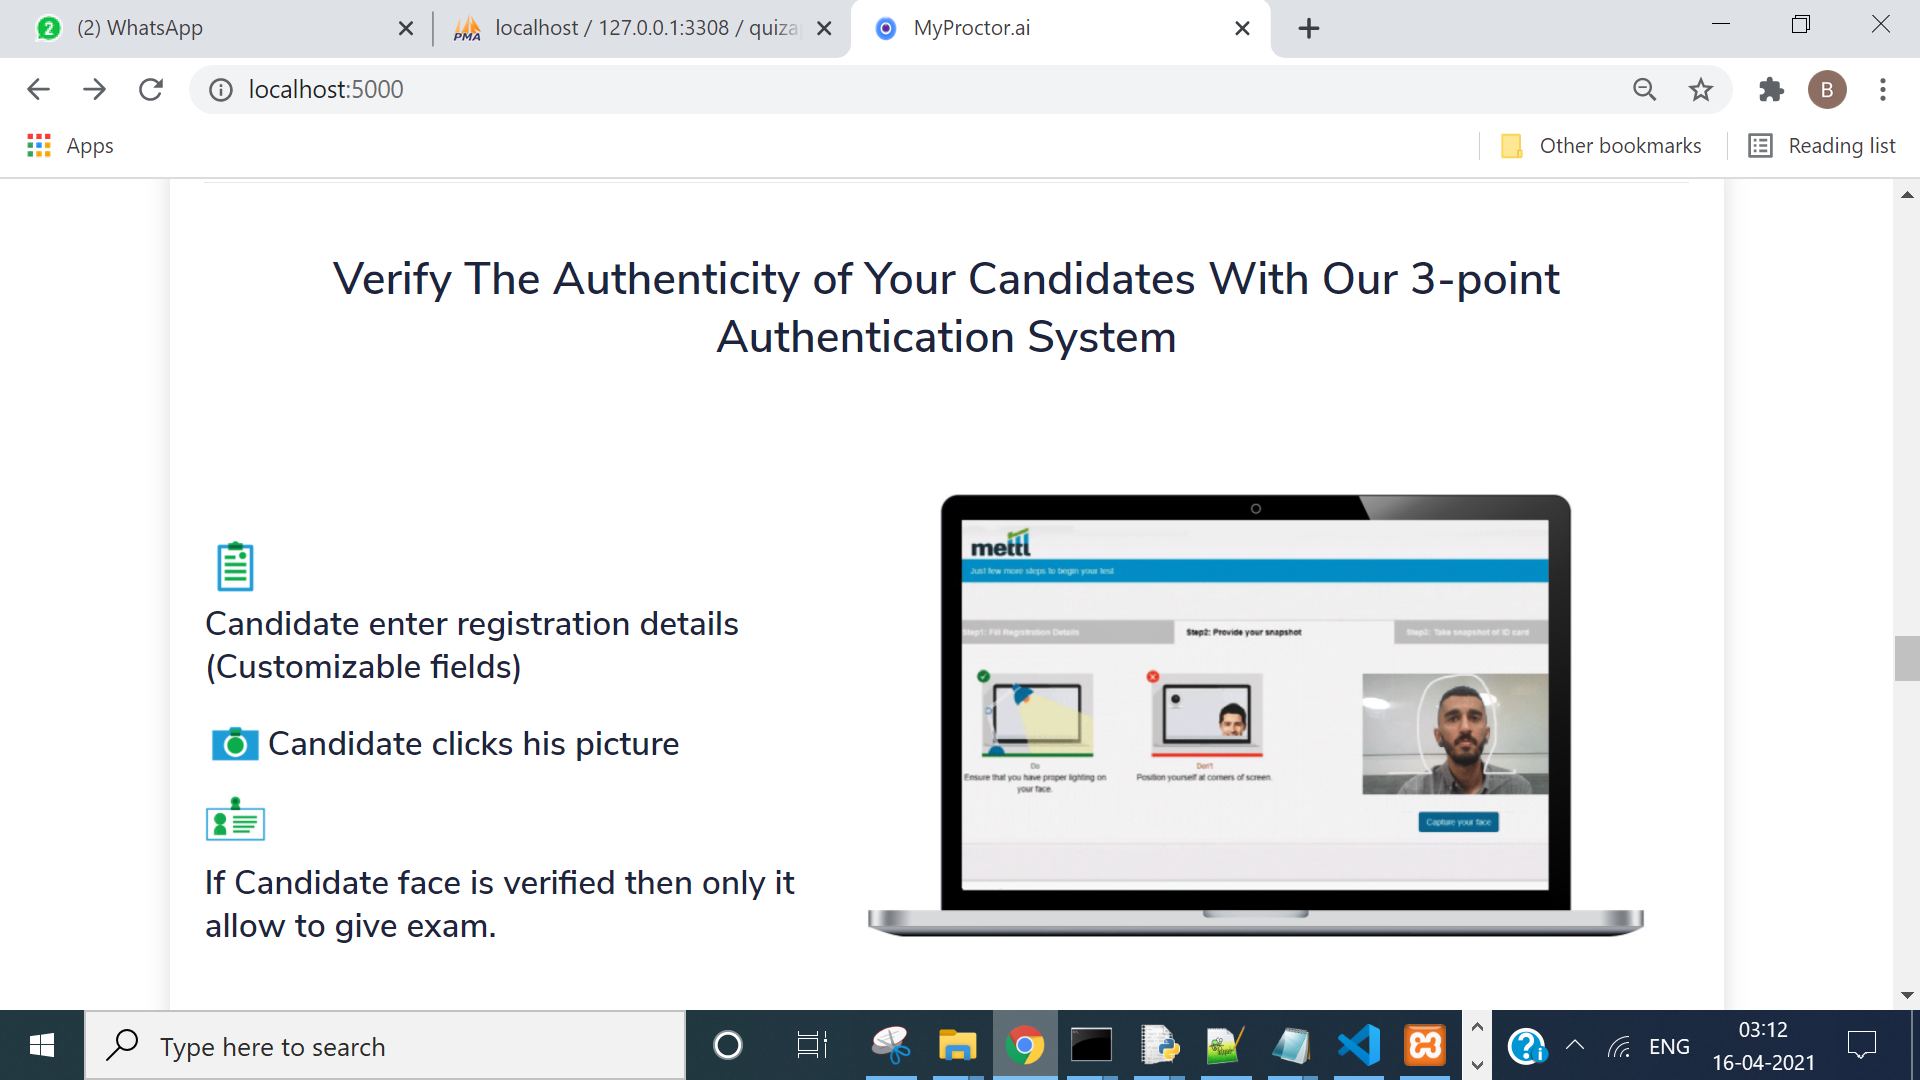 (2) WhatsApp
localhost / 127.0.0.1:3308 / quiza
MyProctor.ai
localhost:5000
B
Apps
Other bookmarks
Reading list
Verify The Authenticity of Your Candidates With Our 3-point
Authentication System
Candidate enter registration details
(Customizable fields)
Candidate clicks his picture
If Candidate face is verified then only it
allow to give exam.
mettl
Just few more steps to begin your test
Step1: Fill Registration Details
Step2: Provide your snapshot
Step3: Take snapshot of ID card
Do
Ensure that you have proper lighting on
your face.
Don't
Position yourself at corners of screen.
Capture your face
Type here to search
ENG
03:12
16-04-2021